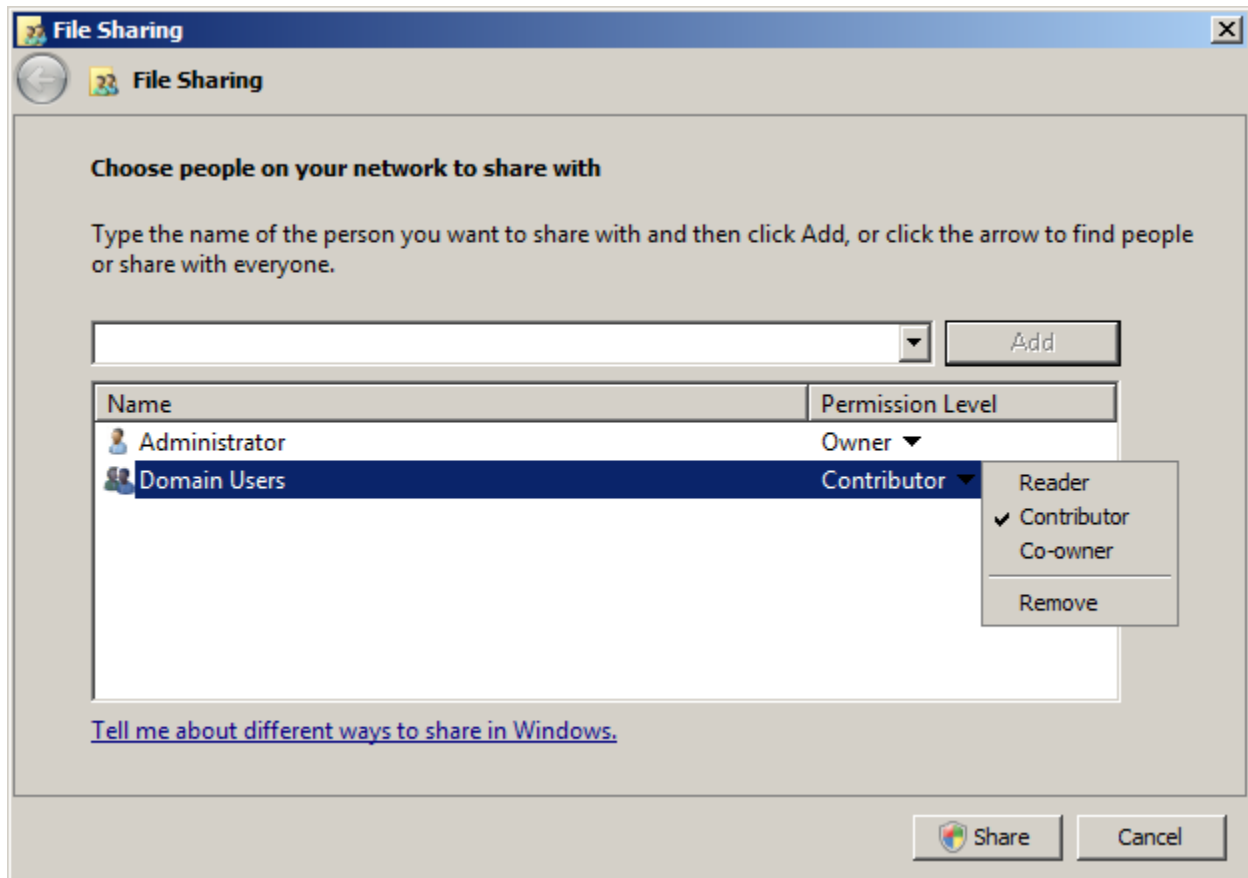 File Sharing
File Sharing
Choose people on your network to share with
Type the name of the person you want to share with and then click Add, or click the arrow to find people
or share with everyone.
Add
Name Permission Level
Administrator Owner
Domain Users Contributor
Reader
Contributor
Co-owner
Remove
Tell me about different ways to share in Windows.
Share Cancel